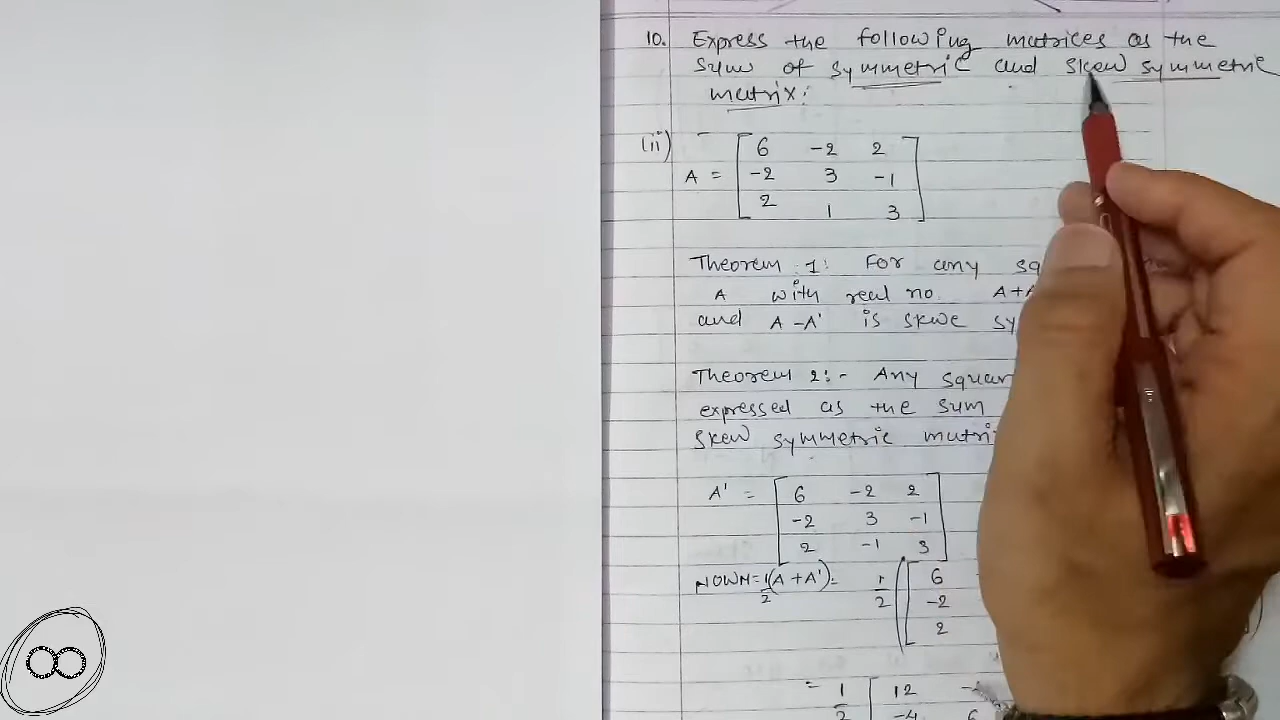 10. Express the following matrices as the
sum of symmetric and skew symmetric
matrix:
(ii) A = [ 6 -2 2
-2 3 -1
2 1 3 ]
Theorem 1: For any sq
A with real no. A+A
and A-A' is skwe sy
Theorem 2:- Any squar
expressed as the sum
skew symmetric matri
A' = [ 6 -2 2
-2 3 -1
2 -1 3 ]
NOW M = 1/2 (A+A') = 1/2 ( [ 6
-2
2
= 1/2 [ 12
-4 6